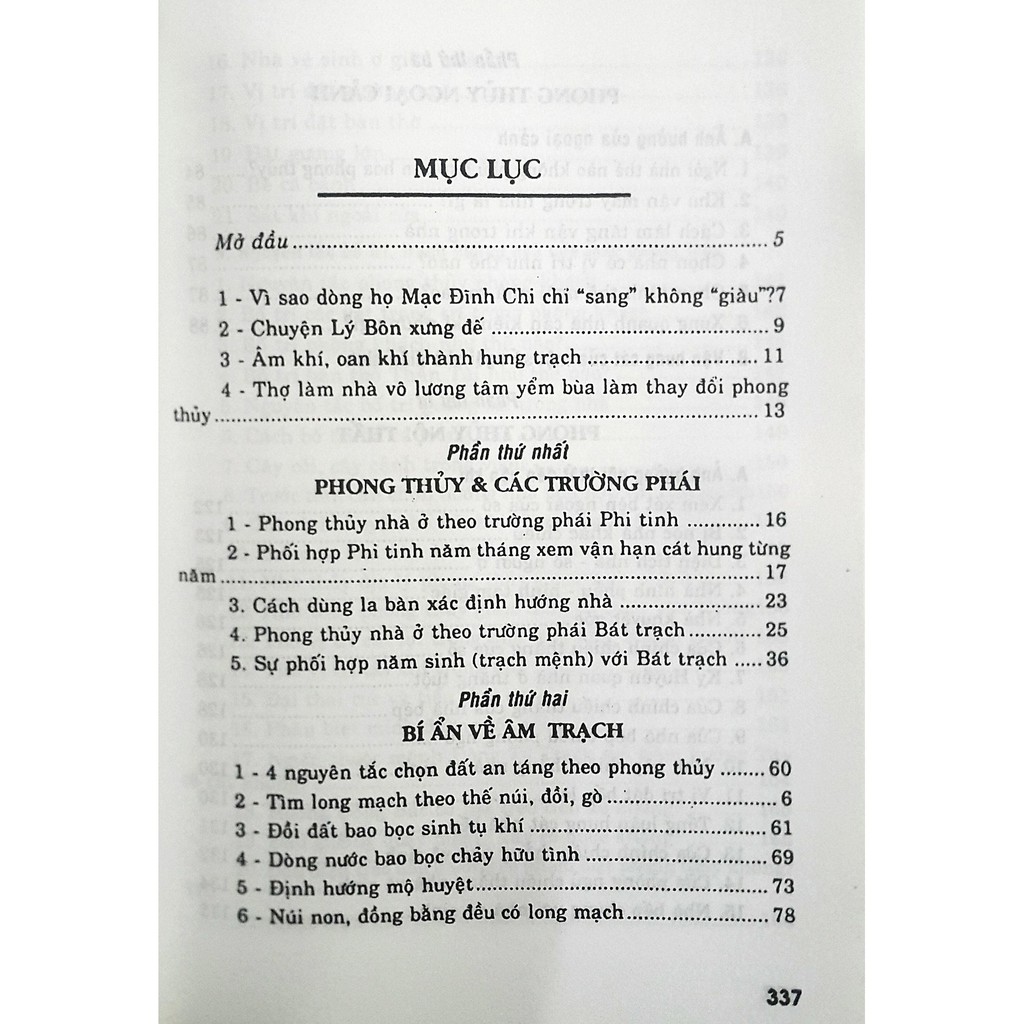 MỤC LỤC
Mở đầu........................................................................ 5
1 - Vì sao dòng họ Mạc Đình Chi chỉ “sang” không “giàu”?7
2 - Chuyện Lý Bôn xưng đế .......................................... 9
3 - Âm khí, oan khí thành hung trạch .......................... 11
4 - Thợ làm nhà vô lương tâm yểm bùa làm thay đổi phong
thủy................................................................................... 13
Phần thứ nhất
PHONG THỦY & CÁC TRƯỜNG PHÁI
1 - Phong thủy nhà ở theo trường phái Phi tinh ............ 16
2 - Phối hợp Phi tinh năm tháng xem vận hạn cát hung từng
năm ................................................................................... 17
3. Cách dùng la bàn xác định hướng nhà ...................... 23
4. Phong thủy nhà ở theo trường phái Bát trạch............ 25
5. Sự phối hợp năm sinh (trạch mệnh) với Bát trạch ..... 36
Phần thứ hai
BÍ ẨN VỀ ÂM TRẠCH
1 - 4 nguyên tắc chọn đất an táng theo phong thủy ....... 60
2 - Tìm long mạch theo thế núi, đồi, gò .......................... 6
3 - Đồi đất bao bọc sinh tụ khí ..................................... 61
4 - Dòng nước bao bọc chảy hữu tình ............................ 69
5 - Định hướng mộ huyệt............................................. 73
6 - Núi non, đồng bằng đều có long mạch...................... 78
337